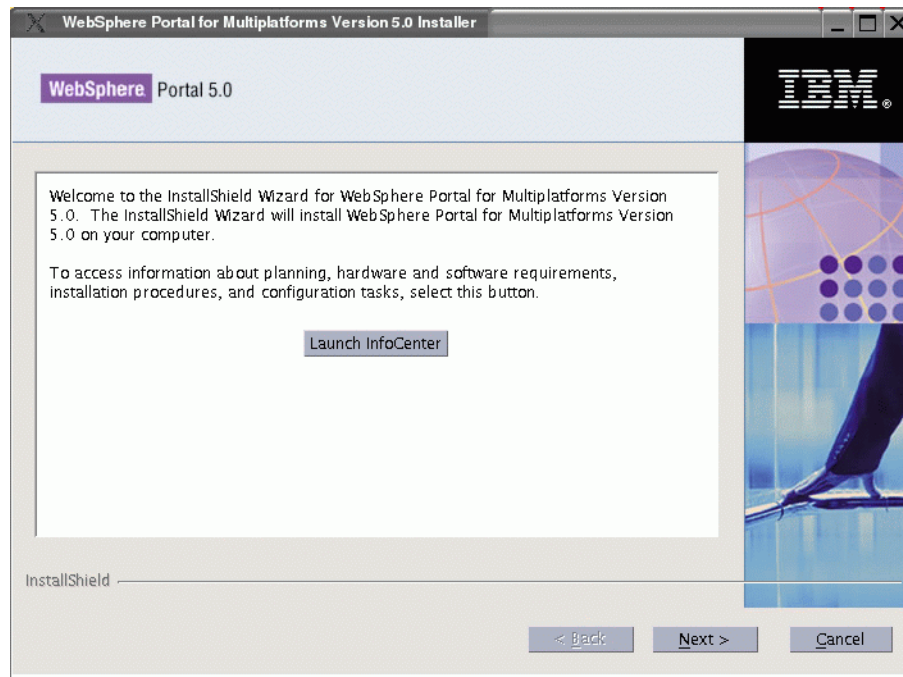 WebSphere Portal for Multiplatforms Version 5.0 Installer
WebSphere. Portal 5.0
IBM®
Welcome to the InstallShield Wizard for WebSphere Portal for Multiplatforms Version
5.0. The InstallShield Wizard will install WebSphere Portal for Multiplatforms Version
5.0 on your computer.
To access information about planning, hardware and software requirements,
installation procedures, and configuration tasks, select this button.
Launch InfoCenter
InstallShield
< Back Next > Cancel